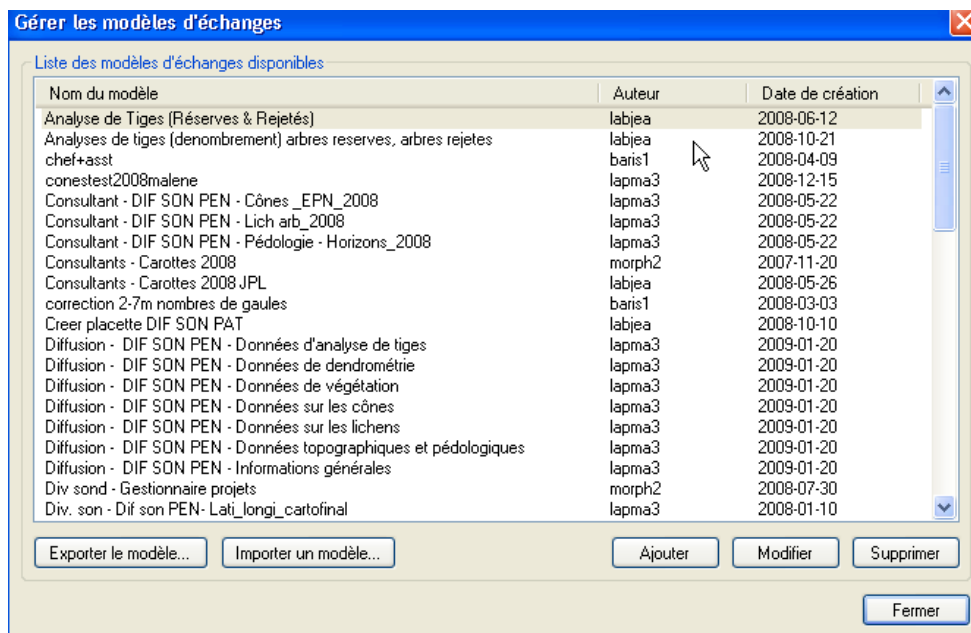 Gérer les modèles d'échanges
Liste des modèles d'échanges disponibles
Nom du modèle Auteur Date de création
Analyse de Tiges (Réserves & Rejetés) labjea 2008-06-12
Analyses de tiges (denombrement) arbres reserves, arbres rejetes labjea 2008-10-21
chef+asst baris1 2008-04-09
conestest2008malene lapma3 2008-12-15
Consultant - DIF SON PEN - Cônes _EPN_2008 lapma3 2008-05-22
Consultant - DIF SON PEN - Lich arb_2008 lapma3 2008-05-22
Consultant - DIF SON PEN - Pédologie - Horizons_2008 lapma3 2008-05-22
Consultants - Carottes 2008 morph2 2007-11-20
Consultants - Carottes 2008 JPL labjea 2008-05-26
correction 2-7m nombres de gaules baris1 2008-03-03
Creer placette DIF SON PAT labjea 2008-10-10
Diffusion -  DIF SON PEN - Données d'analyse de tiges lapma3 2009-01-20
Diffusion -  DIF SON PEN - Données de dendrométrie lapma3 2009-01-20
Diffusion -  DIF SON PEN - Données de végétation lapma3 2009-01-20
Diffusion -  DIF SON PEN - Données sur les cônes lapma3 2009-01-20
Diffusion -  DIF SON PEN - Données sur les lichens lapma3 2009-01-20
Diffusion -  DIF SON PEN - Données topographiques et pédologiques lapma3 2009-01-20
Diffusion -  DIF SON PEN - Informations générales lapma3 2009-01-20
Div sond - Gestionnaire projets morph2 2008-07-30
Div. son - Dif son PEN- Lati_longi_cartofinal lapma3 2008-01-10
Exporter le modèle... Importer un modèle... Ajouter Modifier Supprimer
Fermer